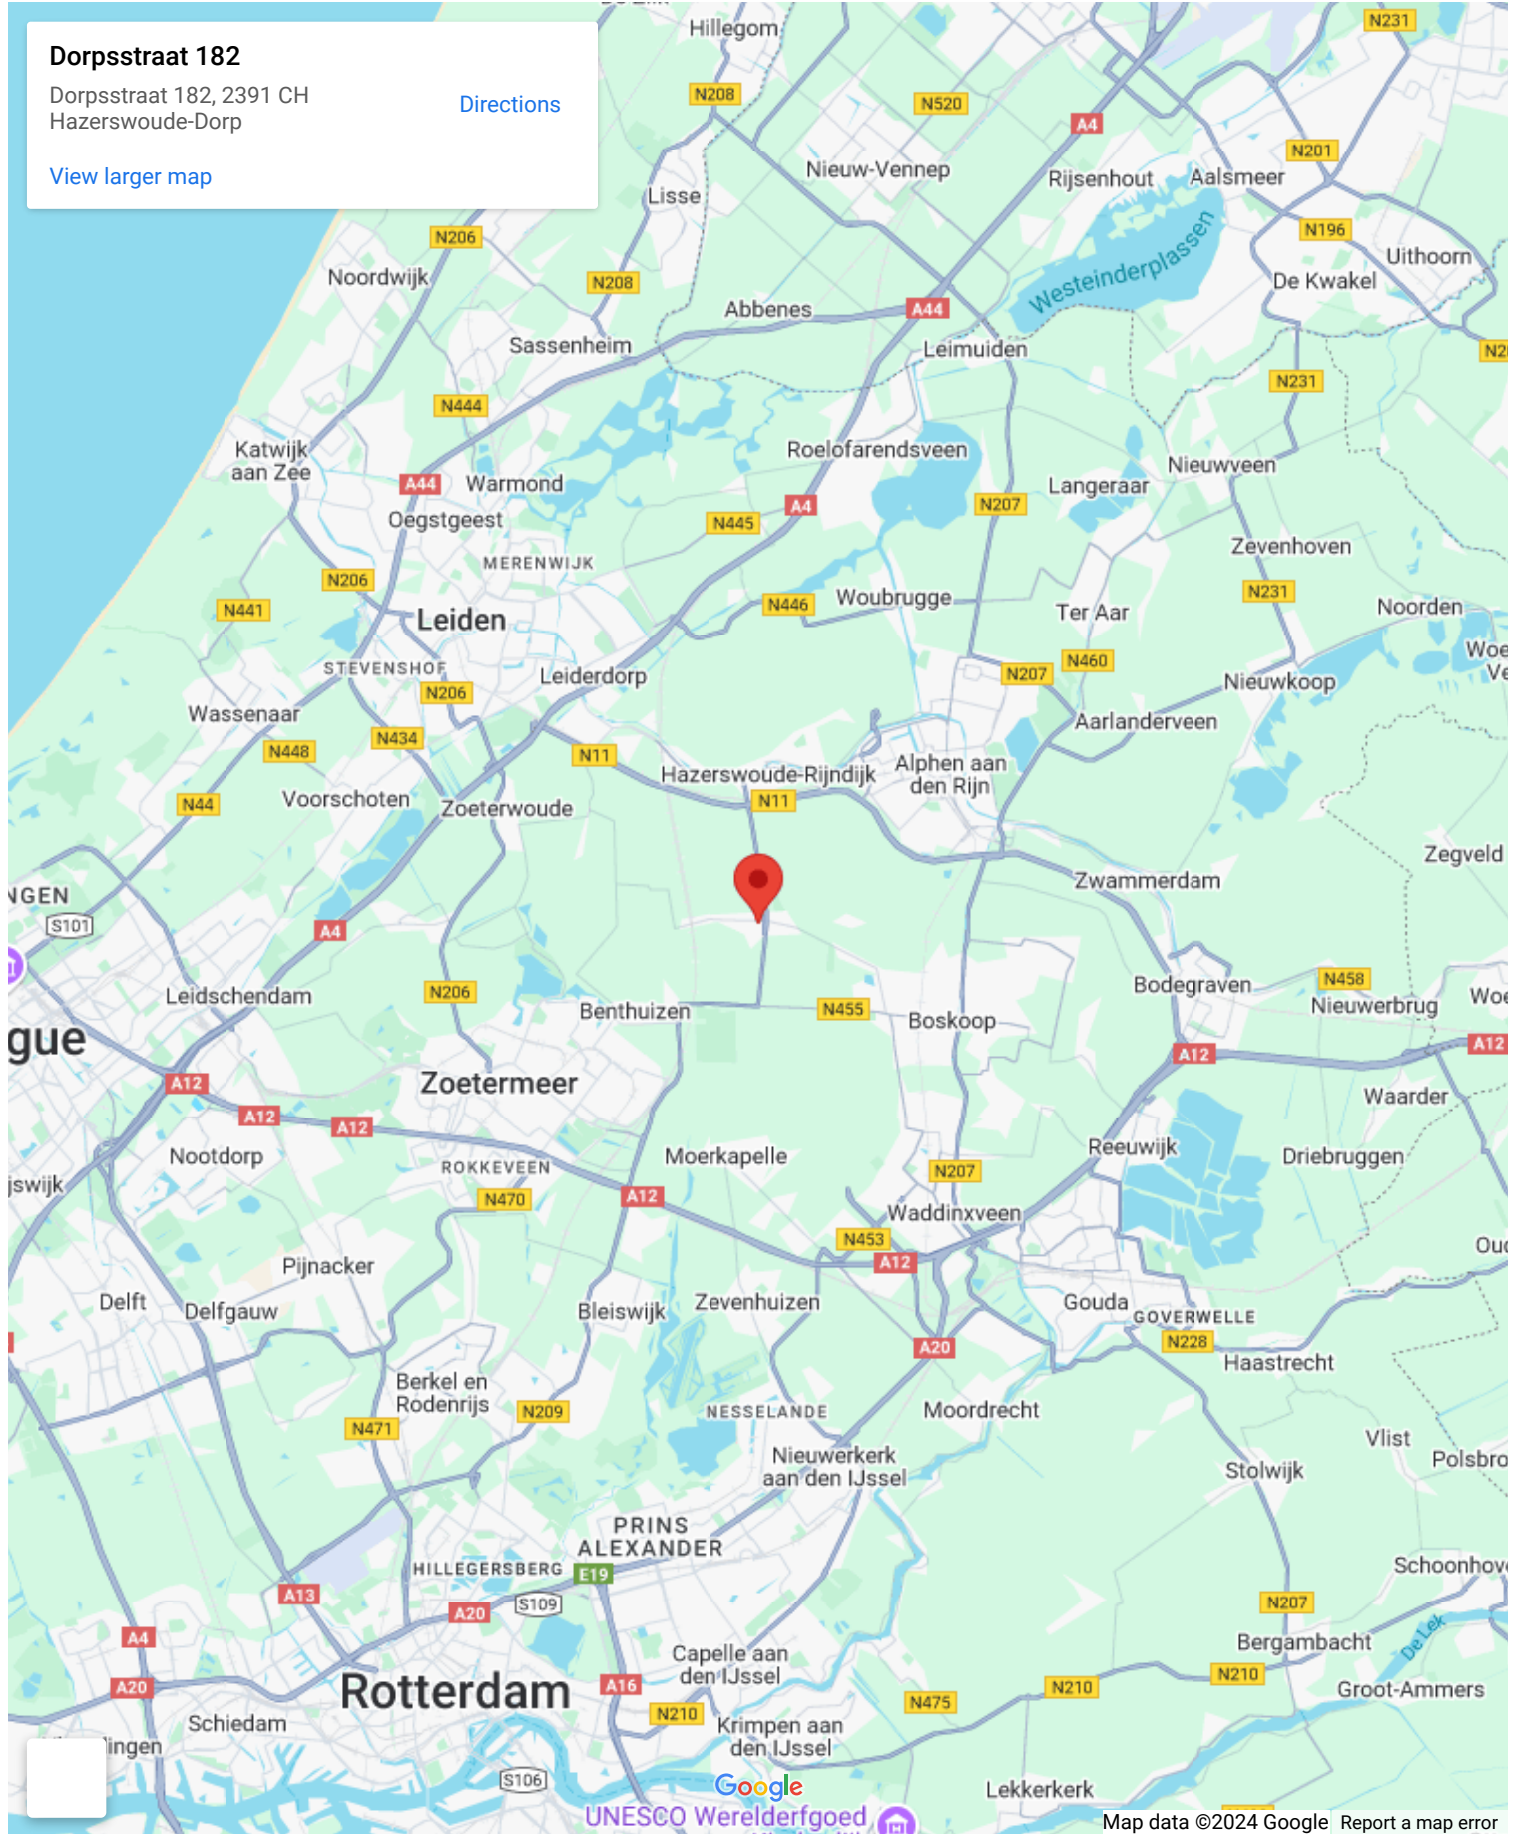 Dorpsstraat 182
Dorpsstraat 182, 2391 CH
Hazerswoude-Dorp
Directions
View larger map
Hillegom
N231
N208
N520
A4
N201
Nieuw-Vennep
Rijsenhout
Aalsmeer
Lisse
N206
N196
Westeinderplassen
Uithoorn
Noordwijk
N208
De Kwakel
Abbenes
A44
Sassenheim
Leimuiden
N2
N231
N444
Katwijk
aan Zee
Roelofarendsveen
Nieuwveen
A44
Warmond
Langeraar
A4
N207
Oegstgeest
N445
Zevenhoven
MERENWIJK
N206
N231
N441
N446
Woubrugge
Ter Aar
Noorden
Leiden
Woe
Ve
STEVENSHOF
Leiderdorp
N207
N460
N206
Nieuwkoop
Wassenaar
Aarlanderveen
N448
N434
N11
Hazerswoude-Rijndijk
Alphen aan
den Rijn
N44
Voorschoten
Zoeterwoude
N11
Zegveld
Zwammerdam
NGEN
S101
A4
Leidschendam
N206
Bodegraven
N458
Nieuwerbrug
Woe
Benthuizen
N455
Boskoop
gue
A12
A12
A12
Zoetermeer
A12
A12
Waarder
Nootdorp
ROKKEVEEN
Moerkapelle
Reeuwijk
Driebruggen
jswijk
N470
A12
N207
Waddinxveen
N453
A12
Oud
Pijnacker
Delft
Delfgauw
Bleiswijk
Zevenhuizen
Gouda
GOVERWELLE
N228
A20
Haastrecht
Berkel en
Rodenrijs
N209
NESSELANDE
Moordrecht
N471
Vlist
Nieuwerkerk
aan den IJssel
Stolwijk
Polsbro
PRINS
ALEXANDER
HILLEGERSBERG
E19
Schoonhov
A13
S109
A20
N207
A4
Bergambacht
De Lek
Capelle aan
den IJssel
A20
Rotterdam
A16
N475
N210
N210
Groot-Ammers
N210
Schiedam
Krimpen aan
den IJssel
ingen
S106
Google
Lekkerkerk
UNESCO Werelderfgoed
Map data ©2024 Google
Report a map error